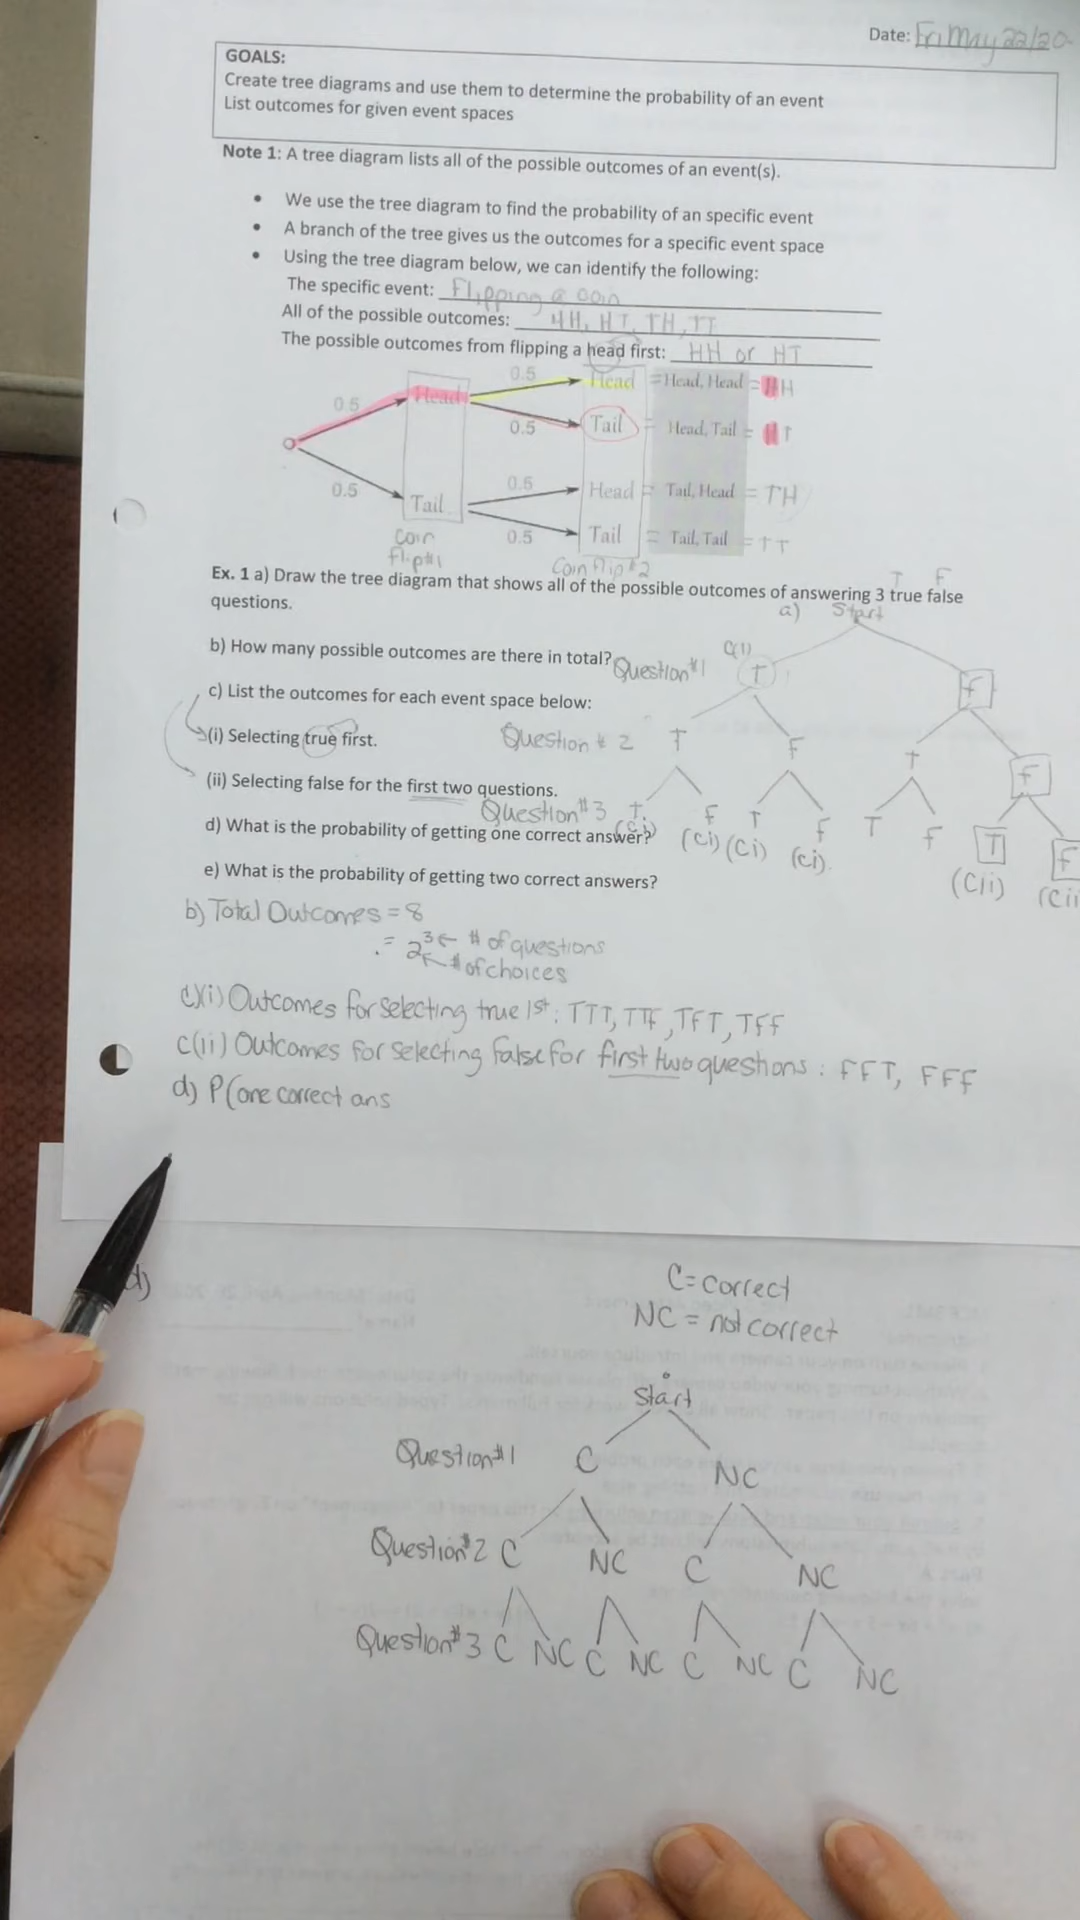 Date: Fri May 22/20
GOALS:
Create tree diagrams and use them to determine the probability of an event
List outcomes for given event spaces
Note 1: A tree diagram lists all of the possible outcomes of an event(s).
• We use the tree diagram to find the probability of an specific event
• A branch of the tree gives us the outcomes for a specific event space
• Using the tree diagram below, we can identify the following:
The specific event: Flipping a coin
All of the possible outcomes: HH, HT, TH, TT
The possible outcomes from flipping a head first: HH or HT
0.5 Head = Head, Head = HH
0.5 Head
0.5 Tail = Head, Tail = HT
0.5 Tail
0.5 Head = Tail, Head = TH
0.5 Tail = Tail, Tail = TT
Coin flip#1
Coin flip #2
T F
Ex. 1 a) Draw the tree diagram that shows all of the possible outcomes of answering 3 true false
questions.
a) Start
b) How many possible outcomes are there in total?
Question #1 T F
c(i)
c) List the outcomes for each event space below:
(i) Selecting true first.
Question # 2 T F T F
(ii) Selecting false for the first two questions.
Question #3 T F T F T F T F
(ci) (ci) (ci) (ci). (cii) (cii
d) What is the probability of getting one correct answer?
e) What is the probability of getting two correct answers?
b) Total Outcomes = 8
= 2³ ← # of questions
↖ # of choices
c)(i) Outcomes for selecting true 1st: TTT, TTF, TFT, TFF
c(ii) Outcomes for selecting false for first two questions : FFT, FFF
d) P(one correct ans
d)
C= correct
NC = not correct
Start
Question #1 C NC
Question #2 C NC C NC
Question #3 C NC C NC C NC C NC